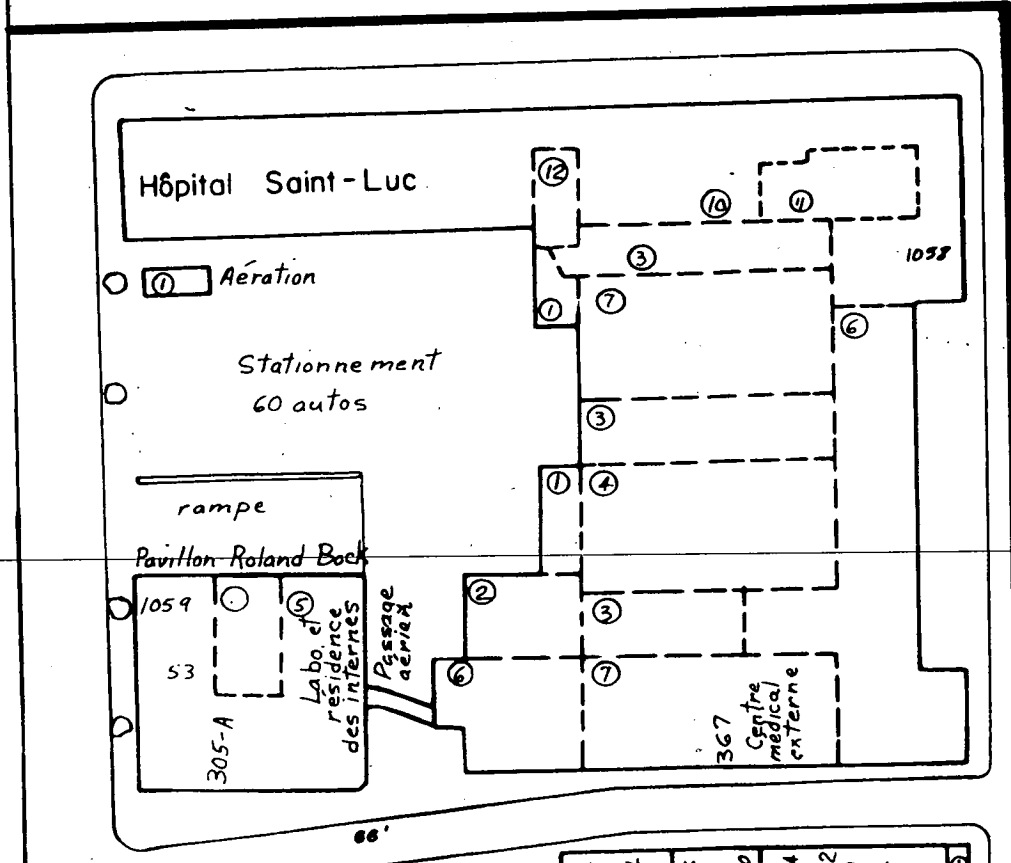 Hôpital Saint-Luc
12
10
11
3
1058
1 Aération
1
7
6
Stationnement
60 autos
3
1
4
rampe
Pavillon Roland Bock
1059
5
Labo. et
résidence
des internes
Passage
aérien
2
3
53
6
7
305-A
367
Centre
médical
externe
66'